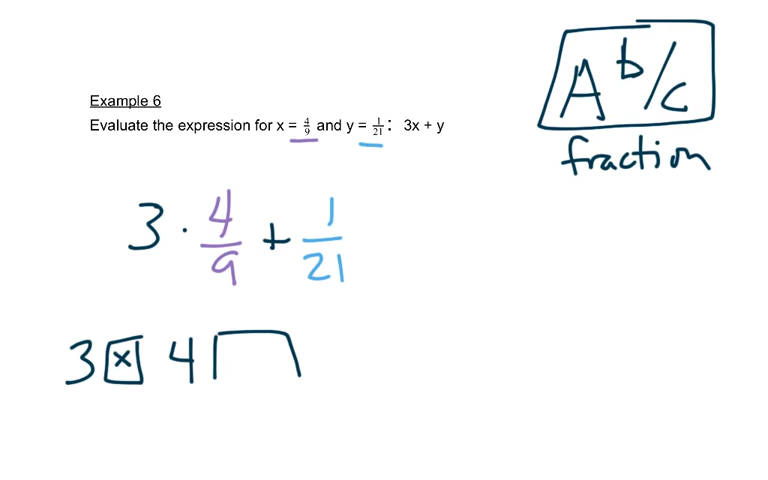 A b/c
fraction
Example 6
Evaluate the expression for x = 4/9 and y = 1/21: 3x + y
3 · 4/9 + 1/21
3 x 4